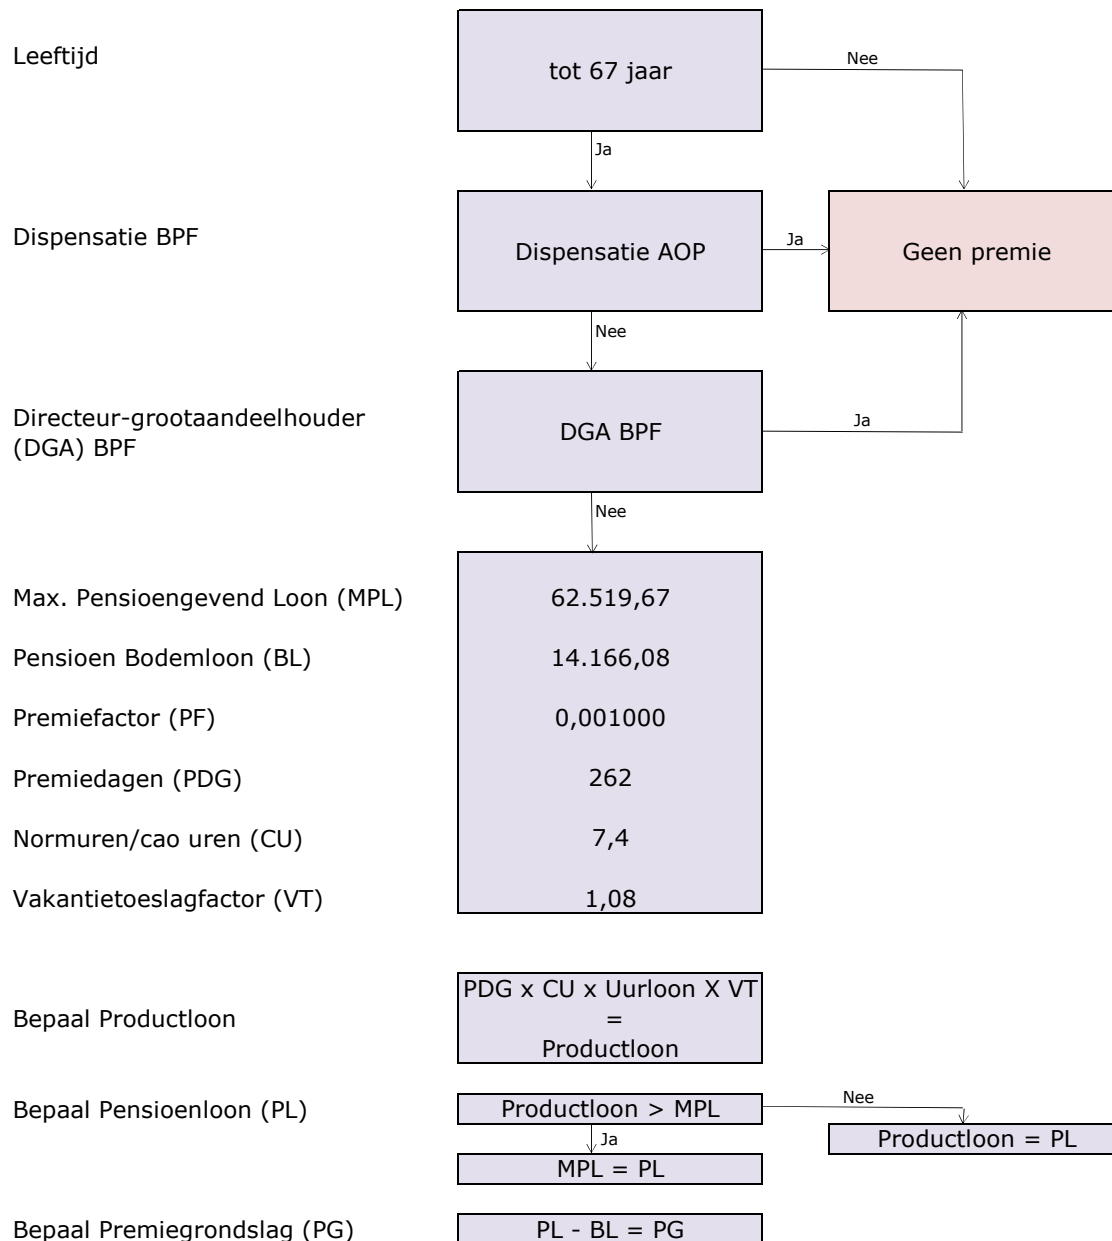 Leeftijd
tot 67 jaar
Nee
Ja
Dispensatie BPF
Dispensatie AOP
Ja
Geen premie
Nee
Directeur-grootaandeelhouder
(DGA) BPF
DGA BPF
Ja
Nee
Max. Pensioengevend Loon (MPL)
62.519,67
Pensioen Bodemloon (BL)
14.166,08
Premiefactor (PF)
0,001000
Premiedagen (PDG)
262
Normuren/cao uren (CU)
7,4
Vakantietoeslagfactor (VT)
1,08
Bepaal Productloon
PDG x CU x Uurloon X VT
=
Productloon
Bepaal Pensioenloon (PL)
Productloon > MPL
Nee
Productloon = PL
Ja
MPL = PL
Bepaal Premiegrondslag (PG)
PL - BL = PG